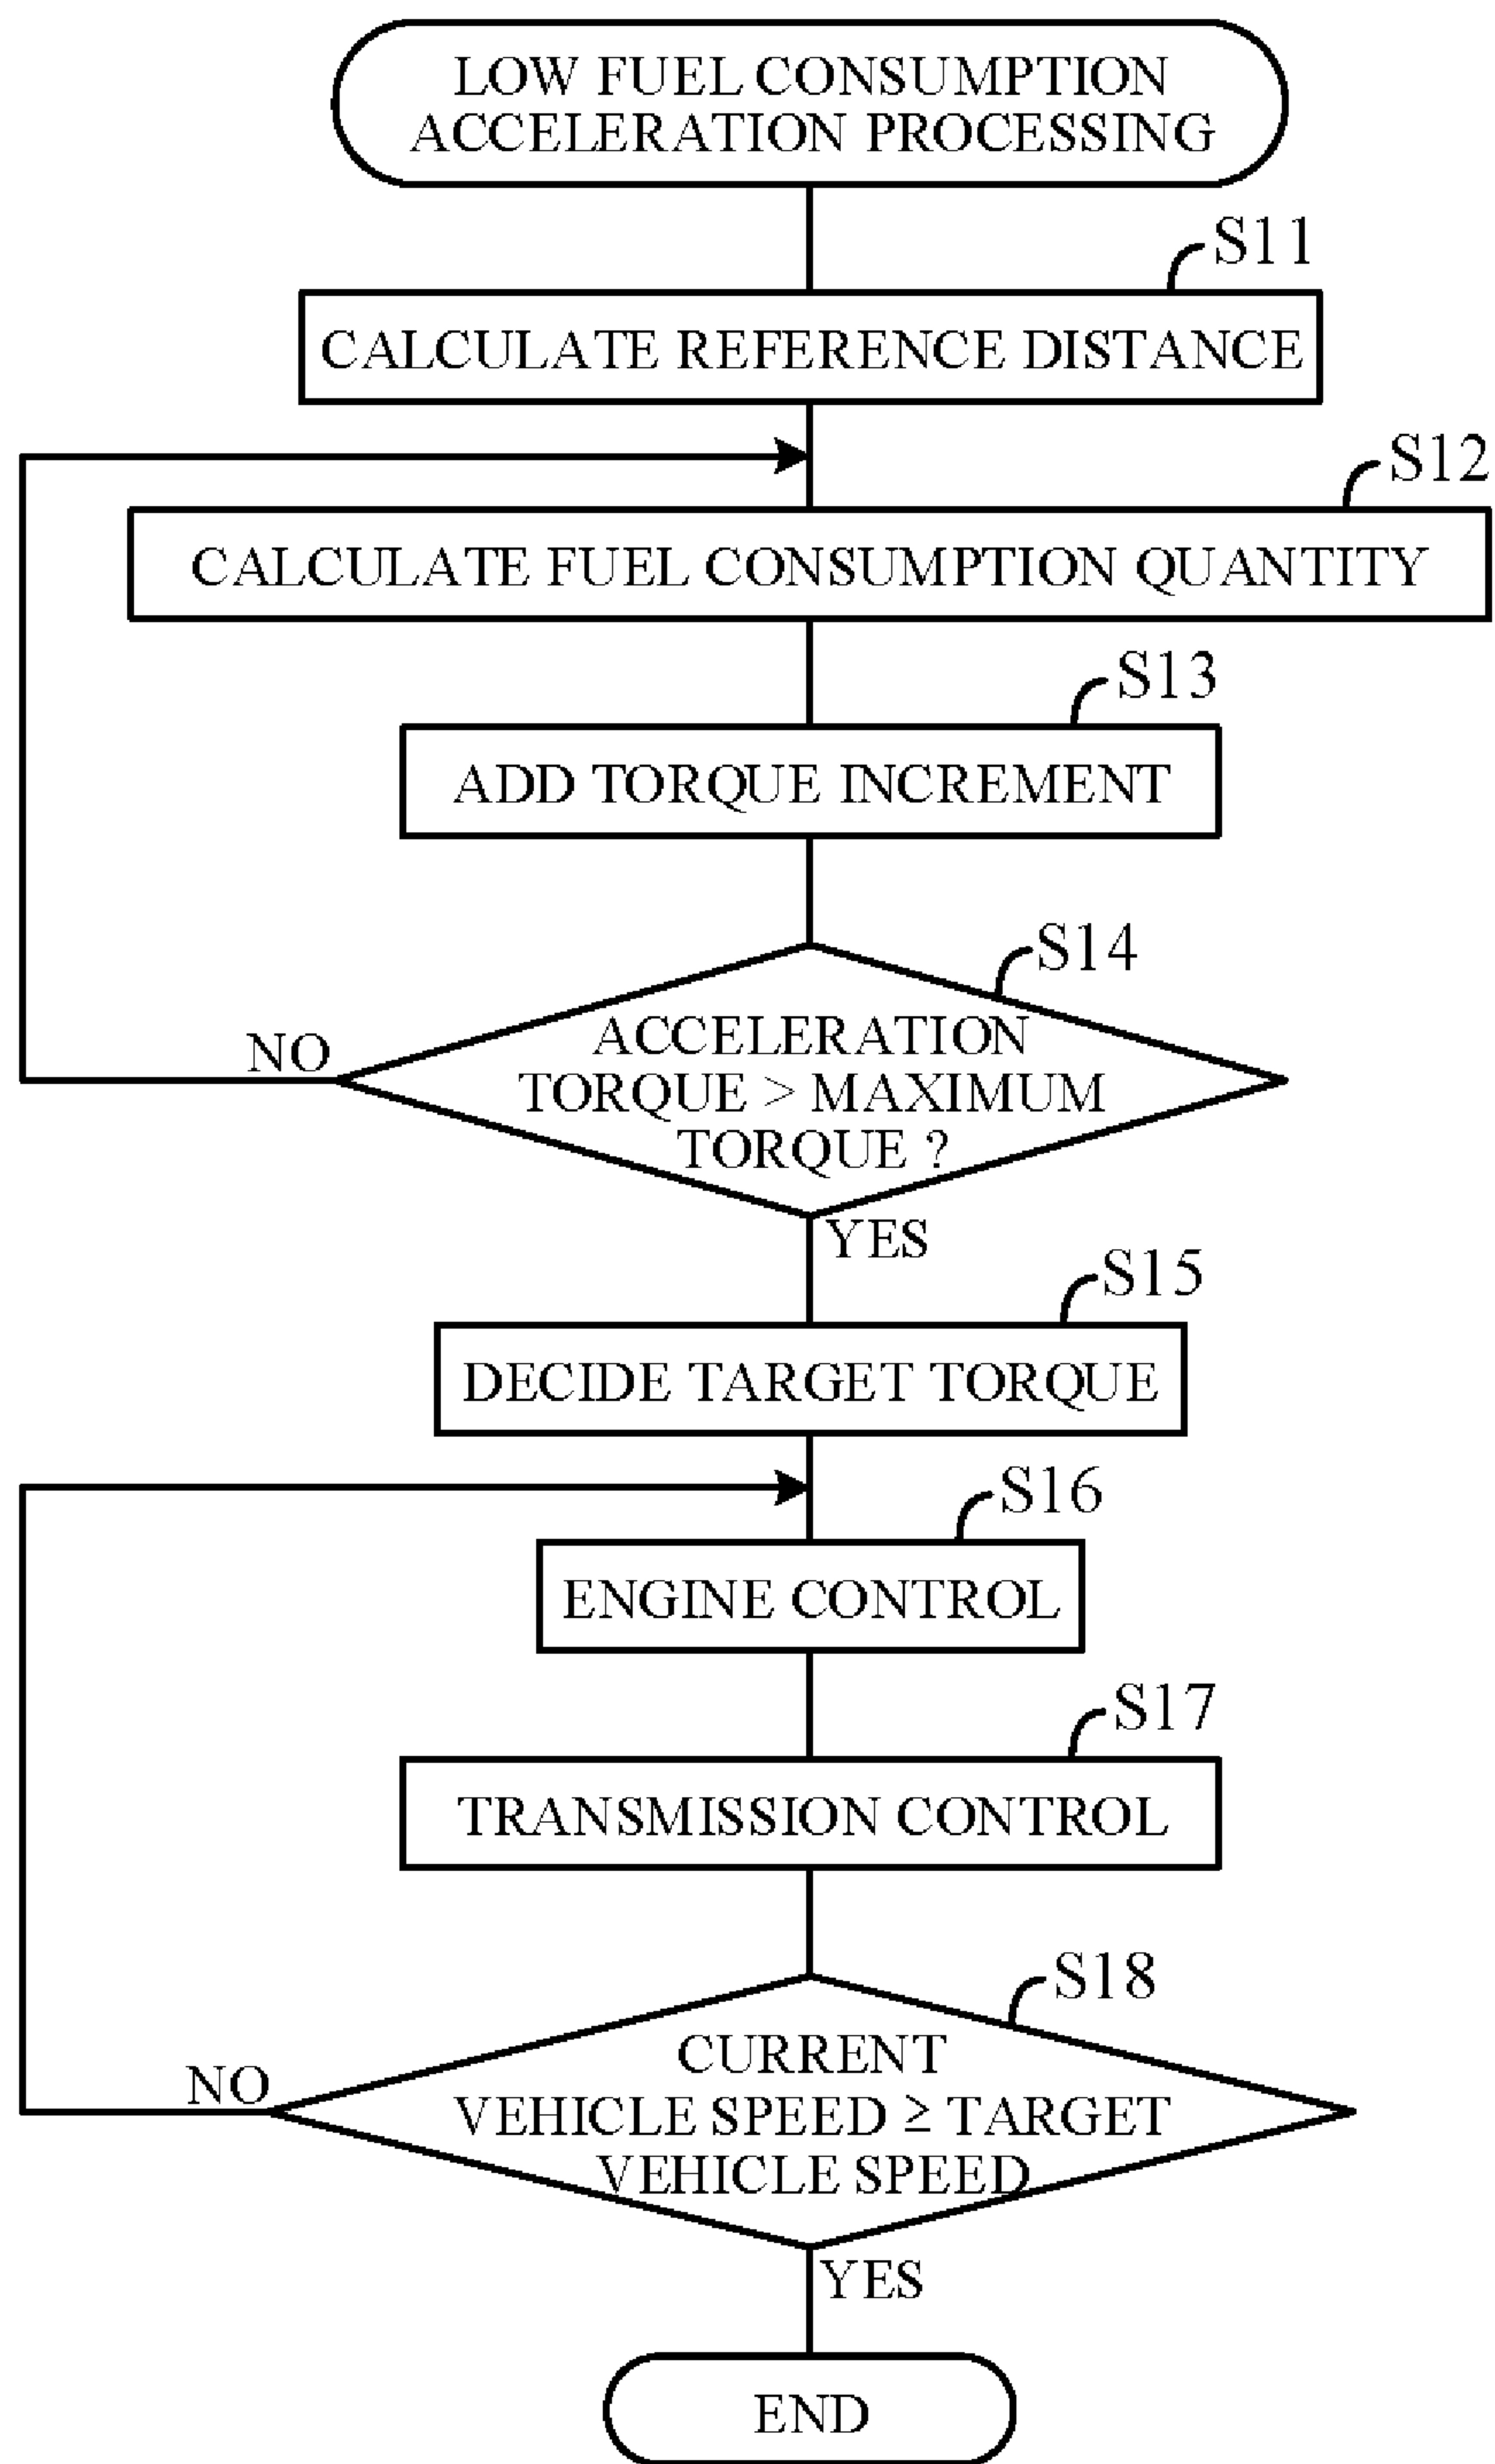 LOW FUEL CONSUMPTION
ACCELERATION PROCESSING
S11
CALCULATE REFERENCE DISTANCE
S12
CALCULATE FUEL CONSUMPTION QUANTITY
S13
ADD TORQUE INCREMENT
S14
ACCELERATION
TORQUE > MAXIMUM
TORQUE ?
NO
YES
S15
DECIDE TARGET TORQUE
S16
ENGINE CONTROL
S17
TRANSMISSION CONTROL
S18
CURRENT
VEHICLE SPEED ≥ TARGET
VEHICLE SPEED
NO
YES
END